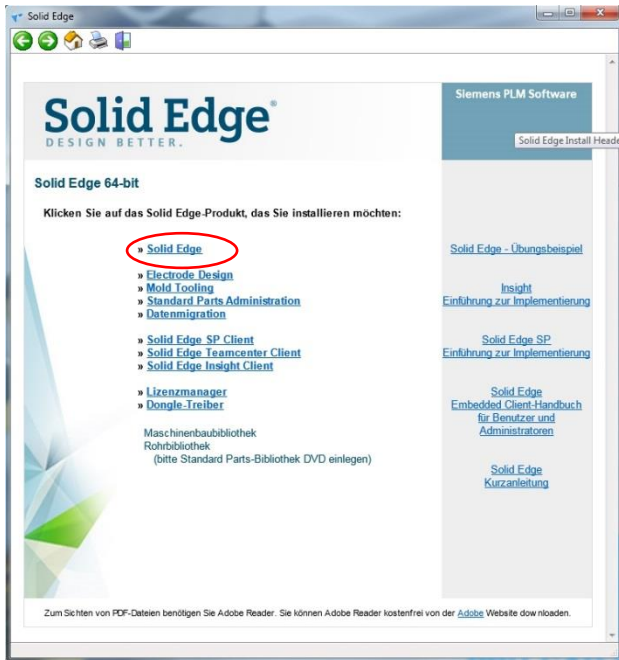 Solid Edge
Solid Edge®
DESIGN BETTER.
Siemens PLM Software
Solid Edge Install Heade
Solid Edge 64-bit
Klicken Sie auf das Solid Edge-Produkt, das Sie installieren möchten:
» Solid Edge
» Electrode Design
» Mold Tooling
» Standard Parts Administration
» Datenmigration
» Solid Edge SP Client
» Solid Edge Teamcenter Client
» Solid Edge Insight Client
» Lizenzmanager
» Dongle-Treiber
Maschinenbaubibliothek
Rohrbibliothek
(bitte Standard Parts-Bibliothek DVD einlegen)
Solid Edge - Übungsbeispiel
Insight
Einführung zur Implementierung
Solid Edge SP
Einführung zur Implementierung
Solid Edge
Embedded Client-Handbuch
für Benutzer und
Administratoren
Solid Edge
Kurzanleitung
Zum Sichten von PDF-Dateien benötigen Sie Adobe Reader. Sie können Adobe Reader kostenfrei von der Adobe Website dow nloaden.